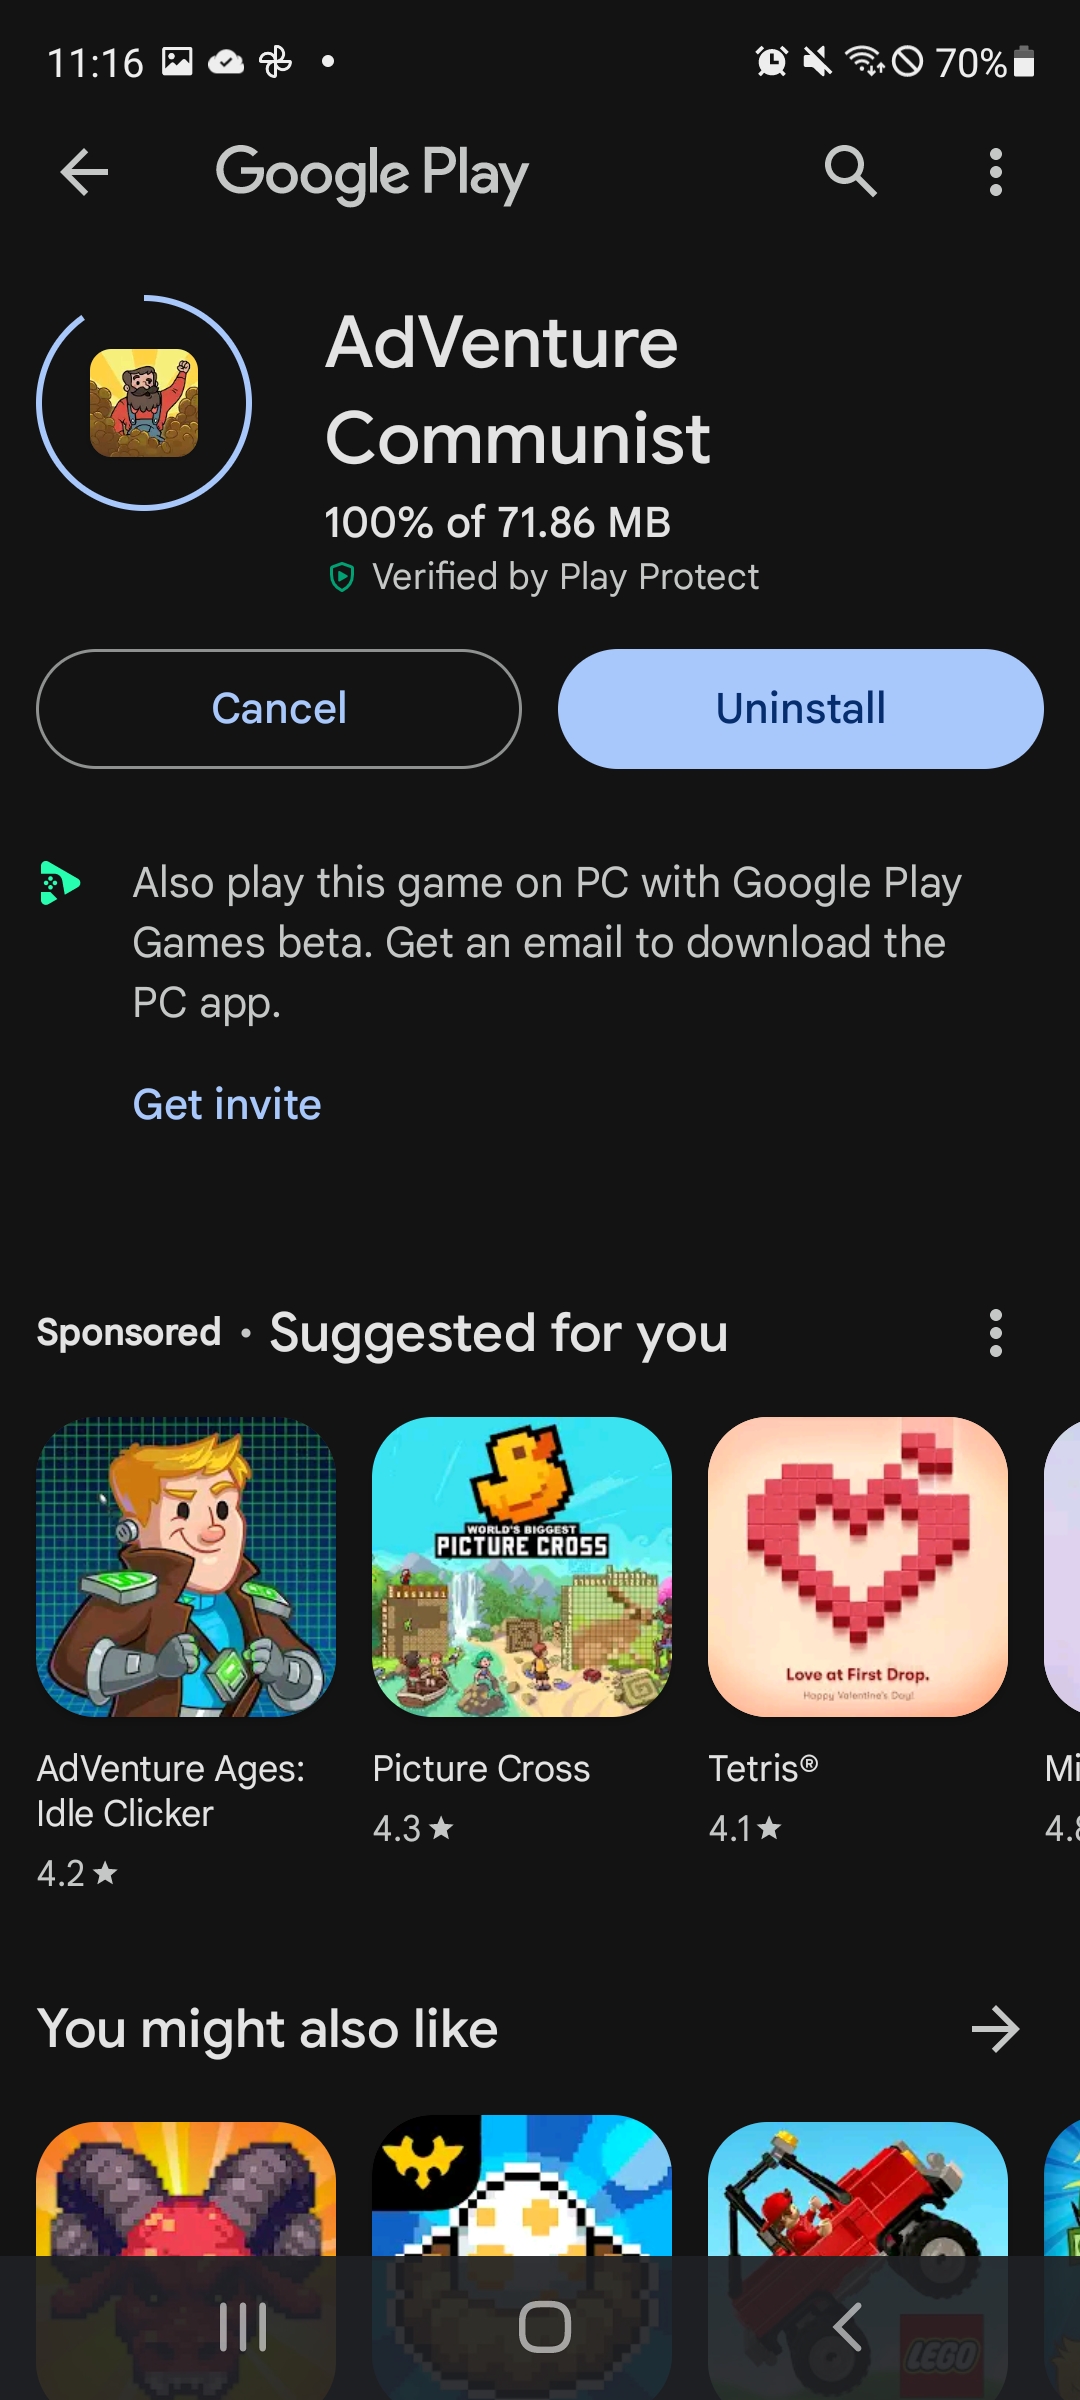 11:16
70%
Google Play
AdVenture
Communist
100% of 71.86 MB
Verified by Play Protect
Cancel
Uninstall
Also play this game on PC with Google Play
Games beta. Get an email to download the
PC app.
Get invite
Sponsored • Suggested for you
WORLD'S BIGGEST
PICTURE CROSS
Love at First Drop.
Happy Valentine's Day!
AdVenture Ages:
Idle Clicker
4.2 ★
Picture Cross
4.3 ★
Tetris®
4.1 ★
Mi
4.8
You might also like
LEGO